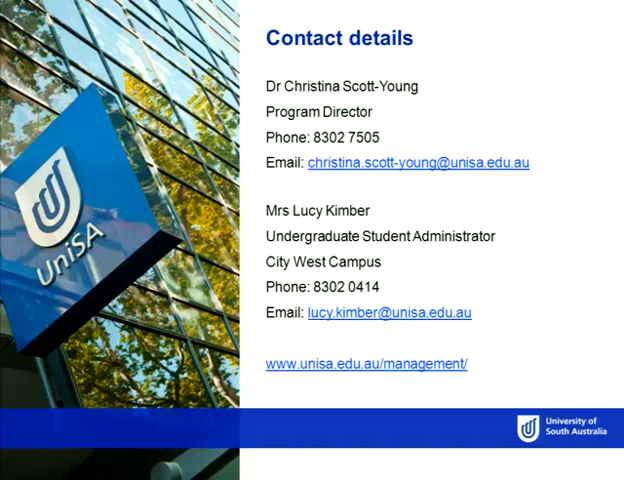 Contact details
Dr Christina Scott-Young
Program Director
Phone: 8302 7505
Email: christina.scott-young@unisa.edu.au
Mrs Lucy Kimber
Undergraduate Student Administrator
City West Campus
Phone: 8302 0414
Email: lucy.kimber@unisa.edu.au
www.unisa.edu.au/management/
UniSA
University of
South Australia